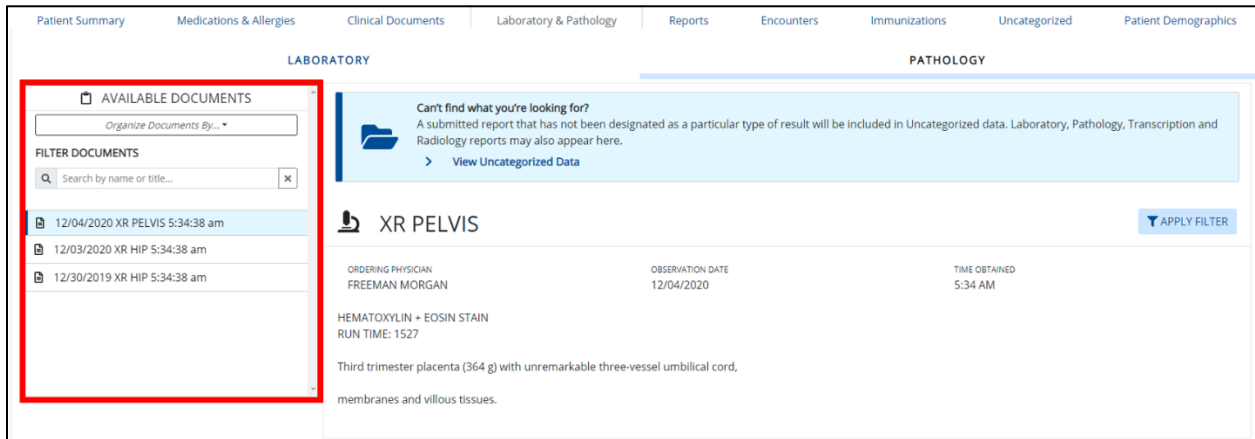 Patient Summary Medications & Allergies Clinical Documents Laboratory & Pathology Reports Encounters Immunizations Uncategorized Patient Demographics
LABORATORY PATHOLOGY
AVAILABLE DOCUMENTS
Organize Documents By...
FILTER DOCUMENTS
Search by name or title... ×
12/04/2020 XR PELVIS 5:34:38 am
12/03/2020 XR HIP 5:34:38 am
12/30/2019 XR HIP 5:34:38 am
Can't find what you're looking for?
A submitted report that has not been designated as a particular type of result will be included in Uncategorized data. Laboratory, Pathology, Transcription and
Radiology reports may also appear here.
> View Uncategorized Data
XR PELVIS APPLY FILTER
ORDERING PHYSICIAN OBSERVATION DATE TIME OBTAINED
FREEMAN MORGAN 12/04/2020 5:34 AM
HEMATOXYLIN + EOSIN STAIN
RUN TIME: 1527
Third trimester placenta (364 g) with unremarkable three-vessel umbilical cord,
membranes and villous tissues.